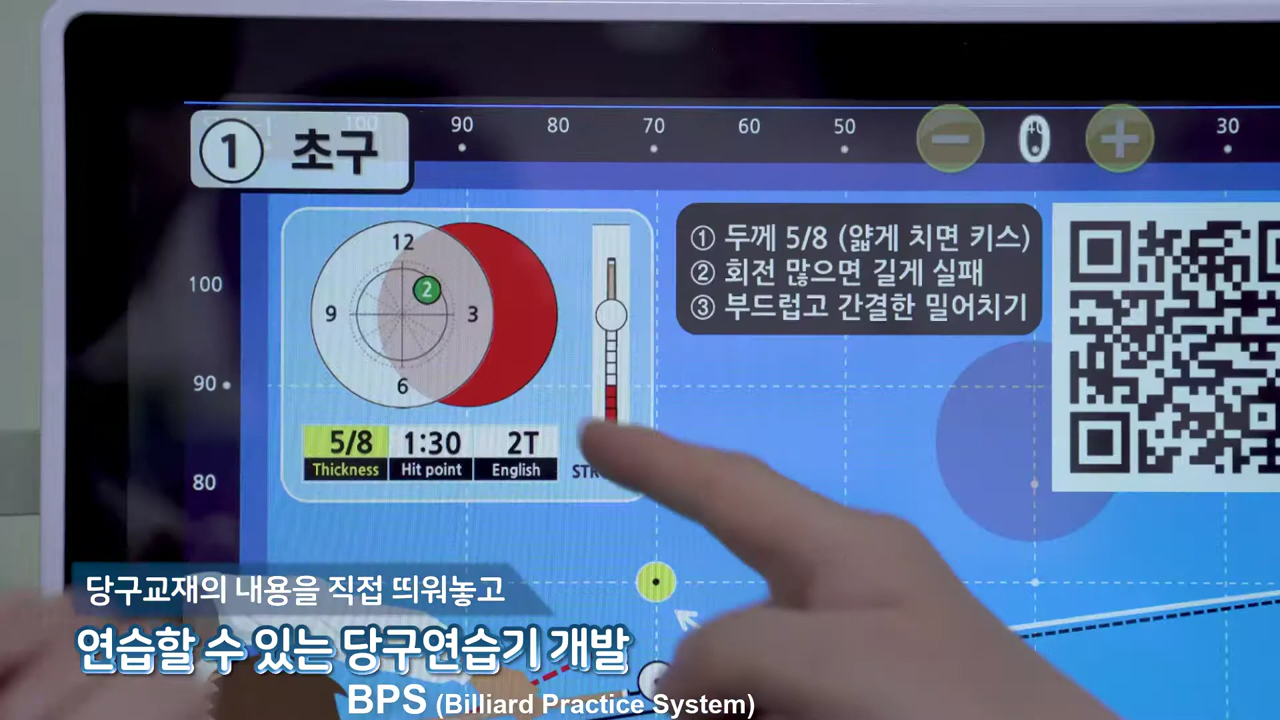 ① 초구
90 80 70 60 50 − 0 + 30
100
90
80
12
9 2 3
6
5/8 1:30 2T
Thickness Hit point English
① 두께 5/8 (얇게 치면 키스)
② 회전 많으면 길게 실패
③ 부드럽고 간결한 밀어치기
당구교재의 내용을 직접 띄워놓고
연습할 수 있는 당구연습기 개발
BPS (Billiard Practice System)